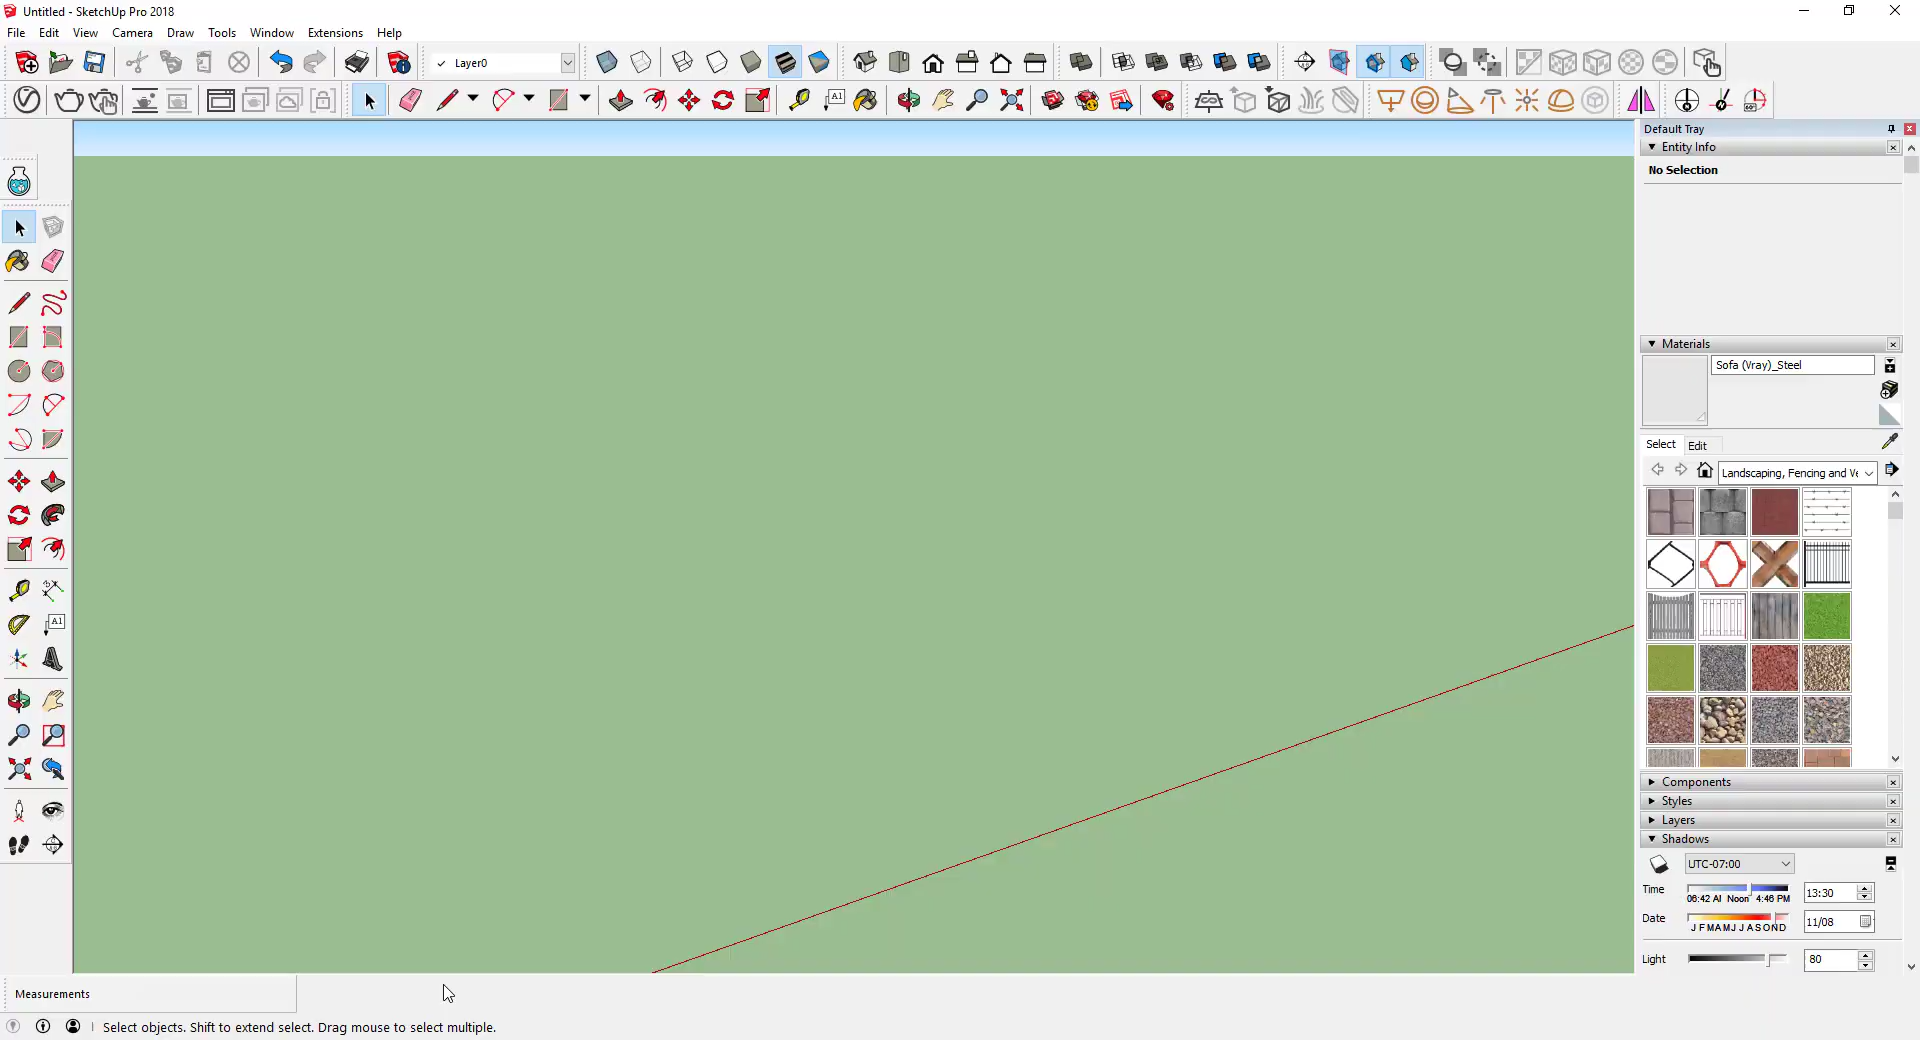 Untitled - SketchUp Pro 2018
File Edit View Camera Draw Tools Window Extensions Help
Layer0
A1
Default Tray
Entity Info
No Selection
Materials
Sofa (Vray)_Steel
Select Edit
Landscaping, Fencing and Ve
A1
Components
Styles
Layers
Shadows
UTC-07:00
Time 13:30
06:42 AI Noon 4:46 PM
Date 11/08
J F M A M J J A S O N D
Light 80
Measurements
Select objects. Shift to extend select. Drag mouse to select multiple.